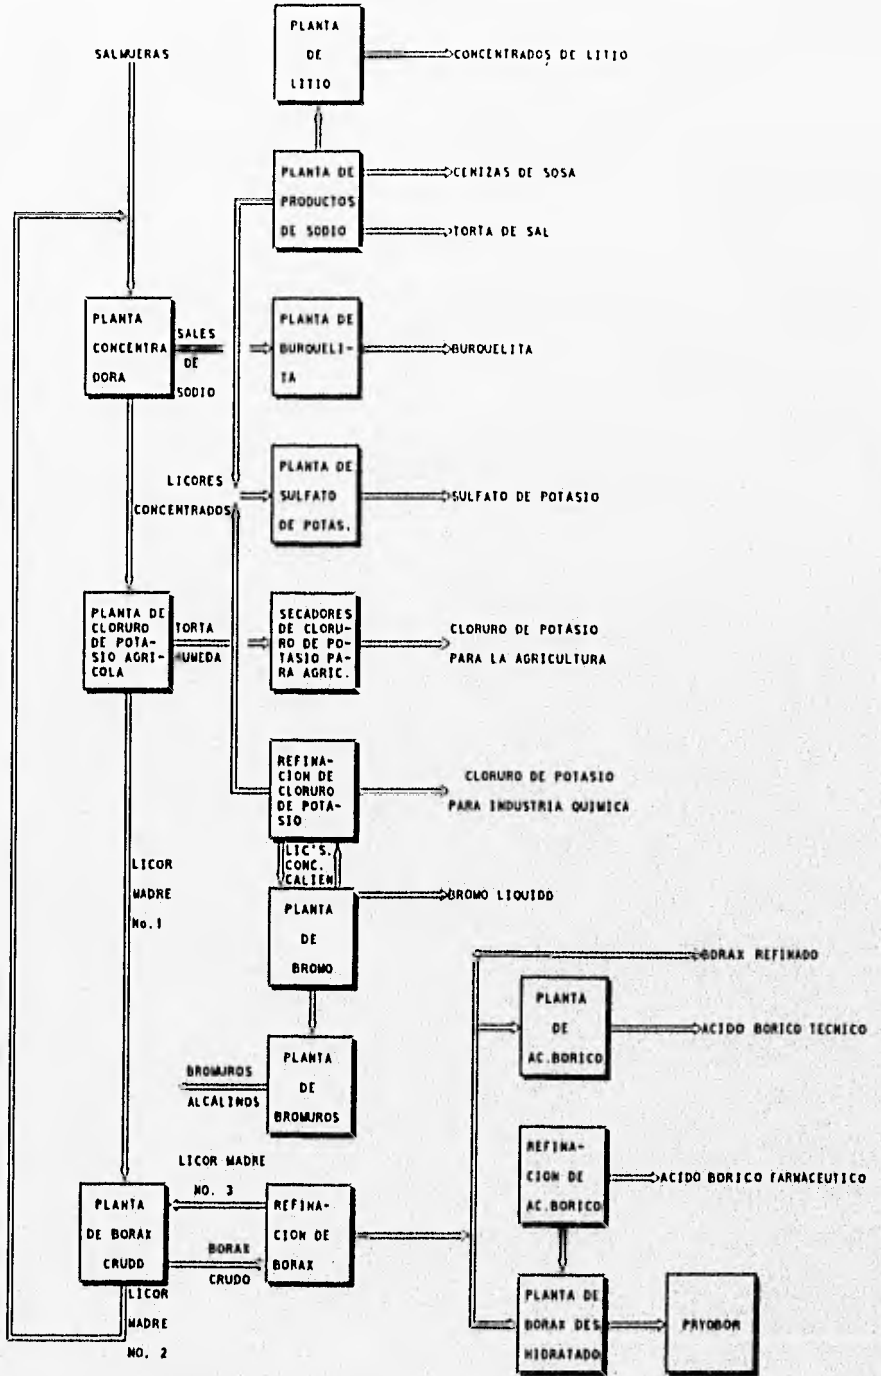 PLANTA
DE
LITIO
SALMUERAS
CONCENTRADOS DE LITIO
PLANTA DE
PRODUCTOS
DE SODIO
CENIZAS DE SOSA
TORTA DE SAL
PLANTA
CONCENTRA
DORA
SALES
DE
SODIO
PLANTA DE
BURQUELI-
TA
BURQUELITA
LICORES
CONCENTRADOS
PLANTA DE
SULFATO
DE POTAS.
SULFATO DE POTASIO
PLANTA DE
CLORURO
DE POTA-
SIO AGRI-
COLA
TORTA
HUMEDA
SECADORES
DE CLORU-
RO DE PO-
TASIO PA-
RA AGRIC.
CLORURO DE POTASIO
PARA LA AGRICULTURA
REFINA-
CION DE
CLORURO
DE POTA-
SIO
CLORURO DE POTASIO
PARA INDUSTRIA QUIMICA
LIC'S.
CONC.
CALIEN
LICOR
MADRE
No.1
PLANTA
DE
BROMO
BROMO LIQUIDO
BORAX REFINADO
PLANTA
DE
AC.BORICO
ACIDO BORICO TECNICO
PLANTA
DE
BROMUROS
BROMUROS
ALCALINOS
REFINA-
CION DE
AC.BORICO
ACIDO BORICO FARMACEUTICO
LICOR MADRE
NO. 3
PLANTA
DE BORAX
CRUDO
REFINA-
CION DE
BORAX
BORAX
CRUDO
LICOR
MADRE
NO. 2
PLANTA DE
BORAX DES
HIDRATADO
PRYOBOR